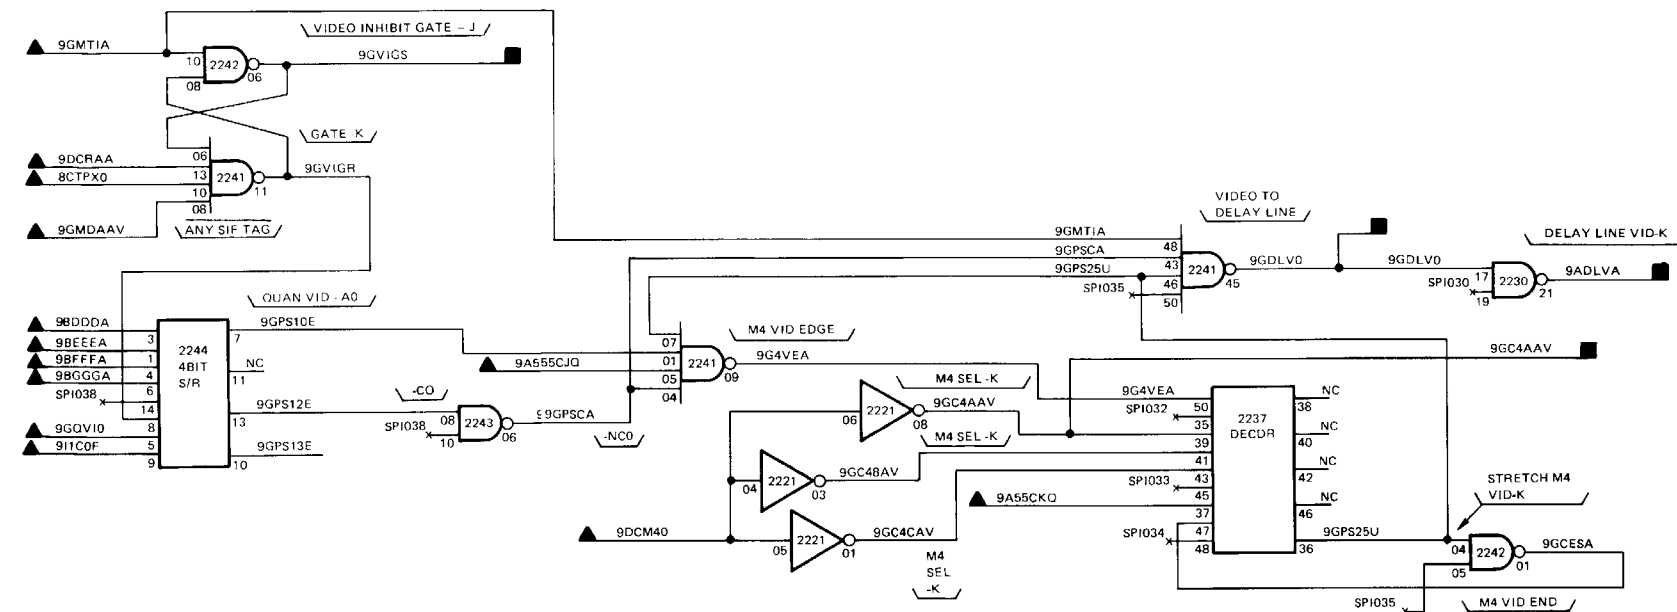 VIDEO INHIBIT GATE - J
9GMTIA
10
2242
08
06
9GVIGS
GATE -K
9DCRAA
8CTPX0
9GMDAAV
06
13
10
08
2241
11
9GVIGR
ANY SIF TAG
QUAN VID - A0
9BDDDA
9BEEEA
9BFFFA
9BGGGA
SPI038
9GQVI0
9I1C0F
3
1
4
6
14
8
5
9
2244
4BIT
S/R
7
NC
11
13
10
9GPS10E
9GPS12E
9GPS13E
-CO
SPI038
08
10
2243
06
99GPSCA
-NC0
9A555CJQ
07
01
05
04
2241
09
M4 VID EDGE
9G4VEA
9GMTIA
9GPSCA
9GPS25U
SPI035
48
43
46
50
2241
45
VIDEO TO
DELAY LINE
9GDLV0
9GDLV0
SPI030
17
19
2230
21
DELAY LINE VID-K
9ADLVA
9GC4AAV
9DCM40
06
2221
08
M4 SEL -K
9GC4AAV
04
2221
03
M4 SEL -K
9GC48AV
05
2221
01
9GC4CAV
M4
SEL
-K
9G4VEA
SPI032
SPI033
9A55CKQ
SPI034
50
35
39
41
43
45
37
47
48
2237
DECDR
38
NC
40
NC
42
NC
46
NC
36
9GPS25U
STRETCH M4
VID-K
04
05
2242
01
9GCESA
SPI035
M4 VID END